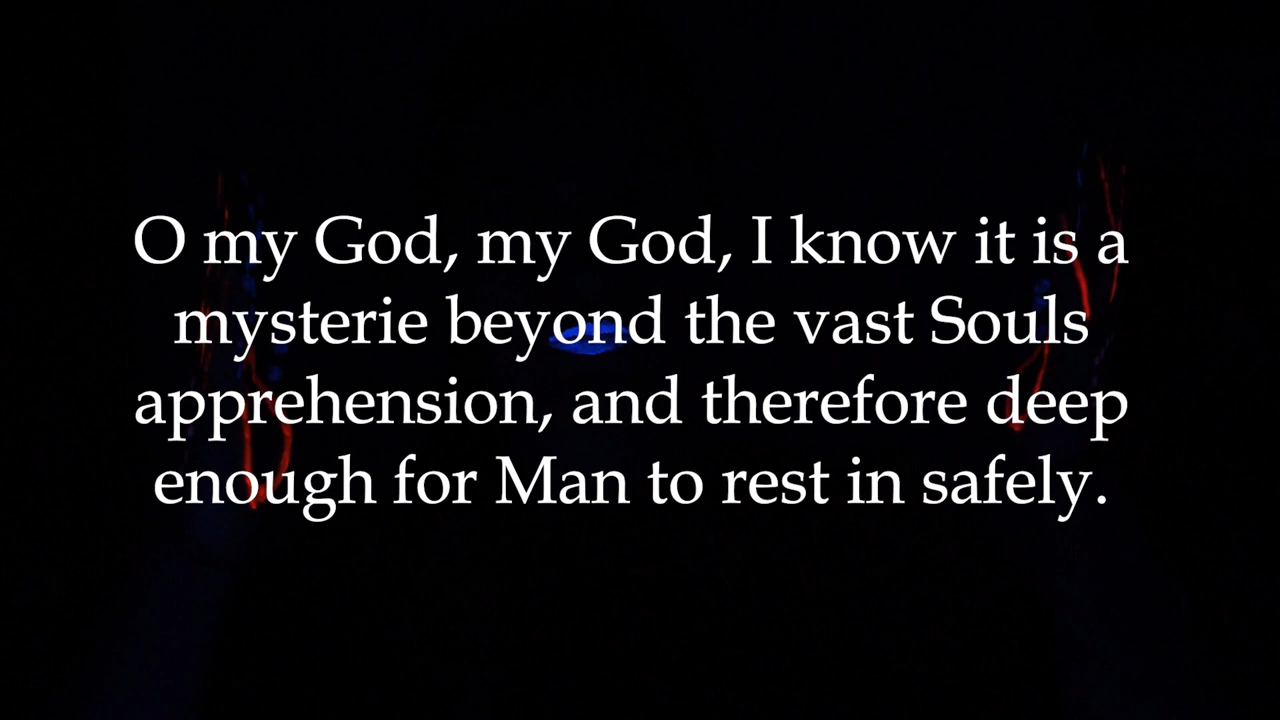 O my God, my God, I know it is a
mysterie beyond the vast Souls
apprehension, and therefore deep
enough for Man to rest in safely.